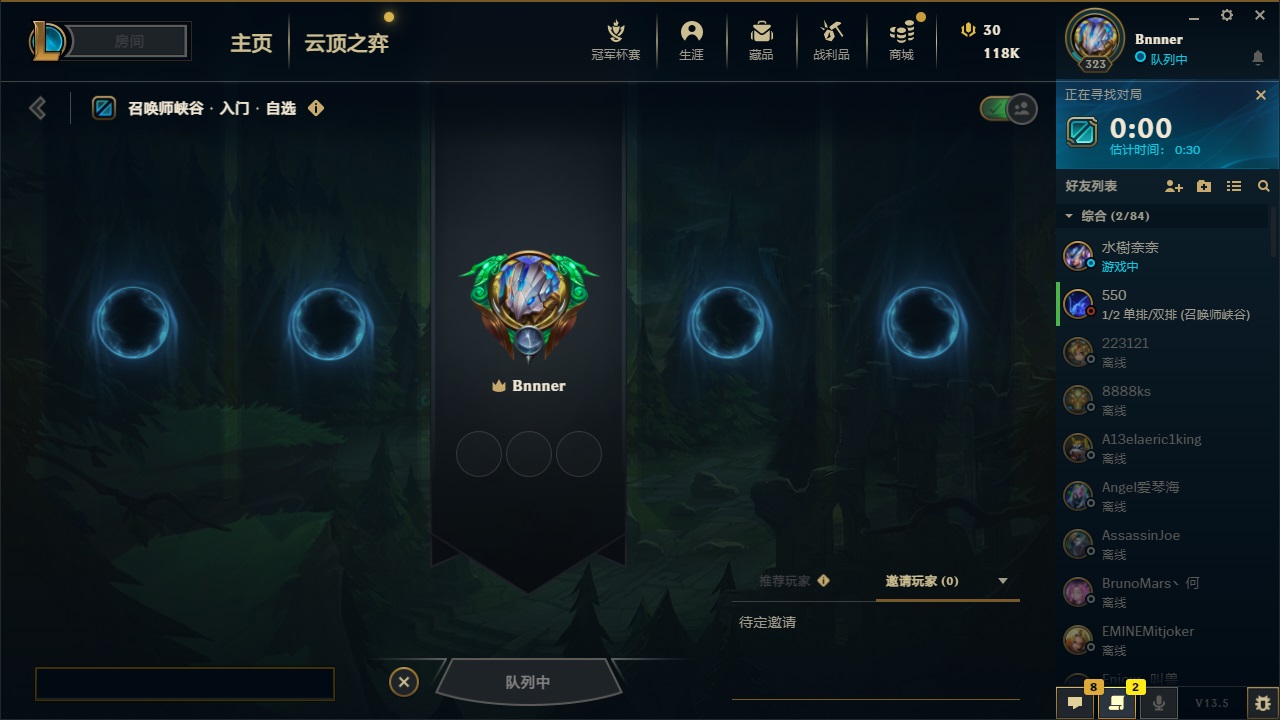 房间
主页
云顶之弈
冠军杯赛
生涯
藏品
战利品
商城
30
118K
323
Bnnner
队列中
召唤师峡谷 · 入门 · 自选
正在寻找对局
0:00
估计时间: 0:30
好友列表
综合 (2/84)
水樹奈奈
游戏中
550
1/2 单排/双排 (召唤师峡谷)
223121
离线
8888ks
离线
A13elaeric1king
离线
Angel爱琴海
离线
AssassinJoe
离线
BrunoMars丶何
离线
EMINEMitjoker
离线
Bnnner
推荐玩家
邀请玩家 (0)
待定邀请
队列中
8
2
V13.5